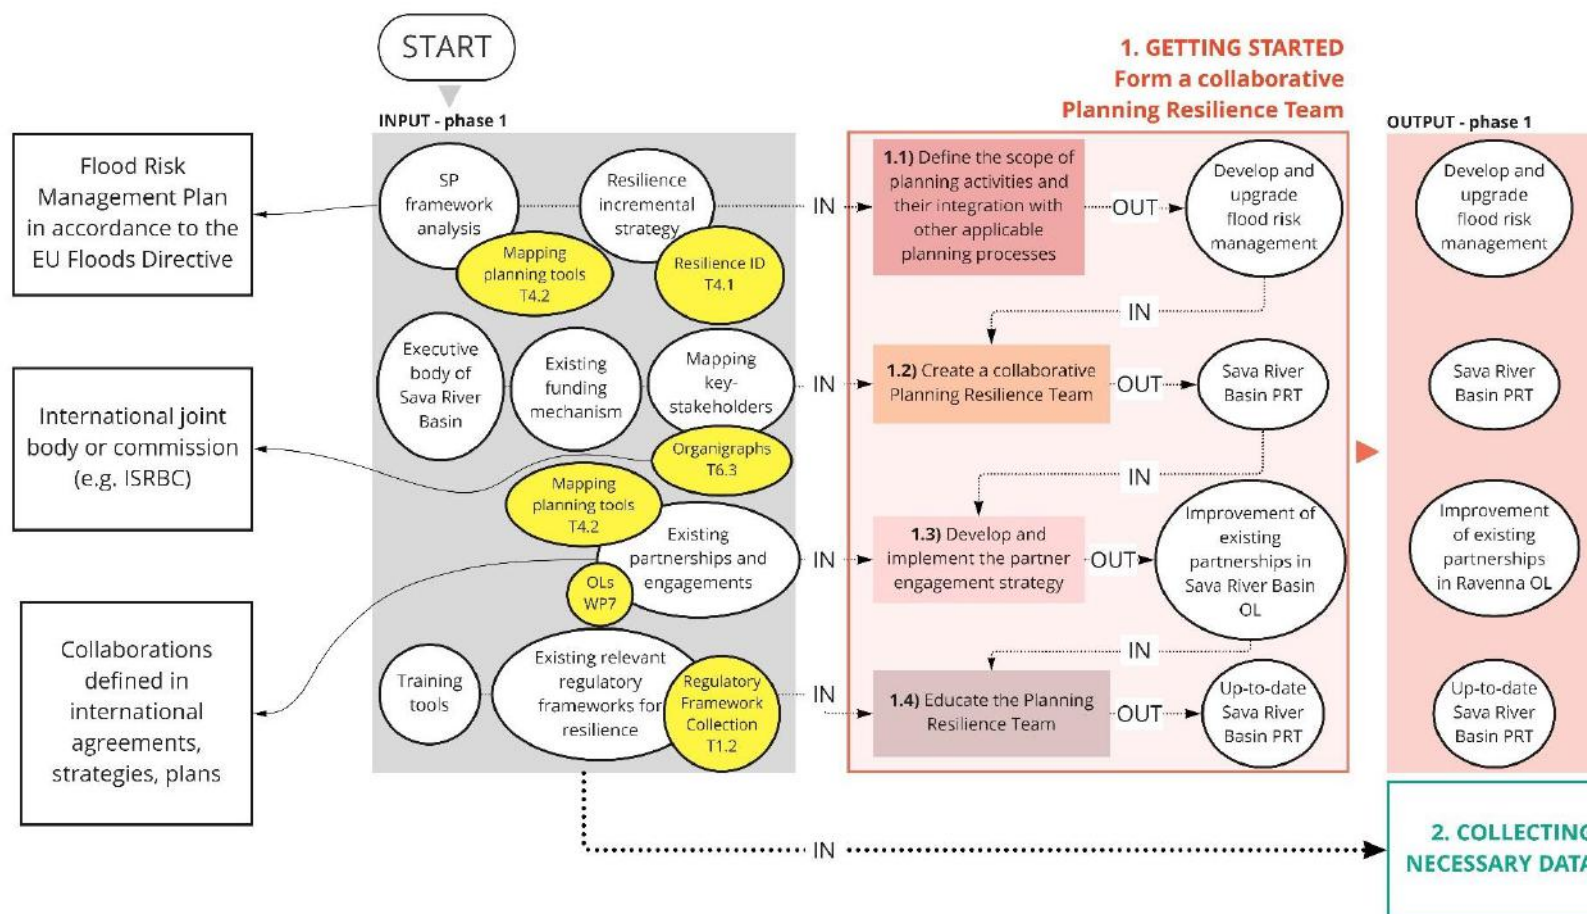 START
1. GETTING STARTED
Form a collaborative
Planning Resilience Team
INPUT - phase 1
OUTPUT - phase 1
Flood Risk
Management Plan
in accordance to the
EU Floods Directive
International joint
body or commission
(e.g. ISRBC)
Collaborations
defined in
international
agreements,
strategies, plans
SP
framework
analysis
Resilience
incremental
strategy
Mapping
planning tools
T4.2
Resilience ID
T4.1
Executive
body of
Sava River
Basin
Existing
funding
mechanism
Mapping
key-
stakeholders
Organigraphs
T6.3
Mapping
planning tools
T4.2
Existing
partnerships and
engagements
OLs
WP7
Training
tools
Existing relevant
regulatory
frameworks for
resilience
Regulatory
Framework
Collection
T1.2
IN
IN
IN
IN
1.1) Define the scope of
planning activities and
their integration with
other applicable
planning processes
OUT
Develop and
upgrade
flood risk
management
IN
1.2) Create a collaborative
Planning Resilience Team
OUT
Sava River
Basin PRT
IN
1.3) Develop and
implement the partner
engagement strategy
OUT
Improvement of
existing
partnerships in
Sava River Basin
OL
IN
1.4) Educate the Planning
Resilience Team
OUT
Up-to-date
Sava River
Basin PRT
Develop and
upgrade
flood risk
management
Sava River
Basin PRT
Improvement
of existing
partnerships
in Ravenna OL
Up-to-date
Sava River
Basin PRT
IN
2. COLLECTING
NECESSARY DATA